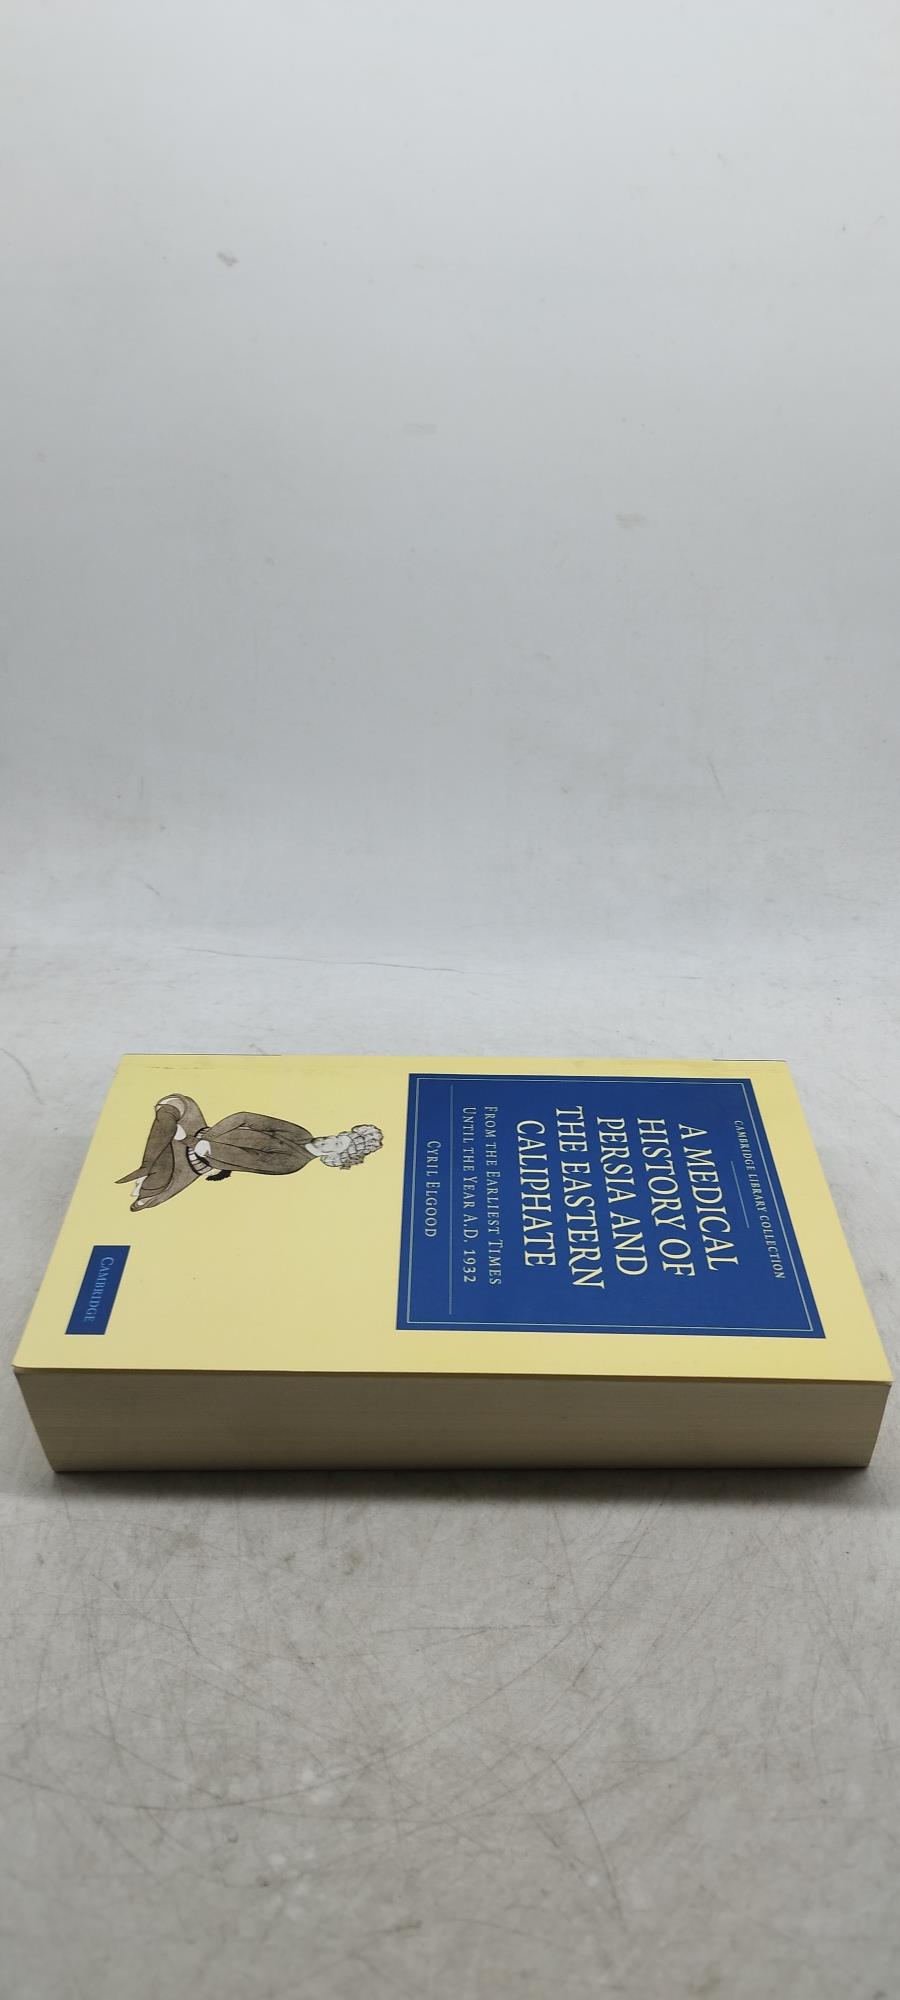 CAMBRIDGE LIBRARY COLLECTION
A MEDICAL
HISTORY OF
PERSIA AND
THE EASTERN
CALIPHATE
FROM THE EARLIEST TIMES
UNTIL THE YEAR A.D. 1932
CYRIL ELGOOD
CAMBRIDGE